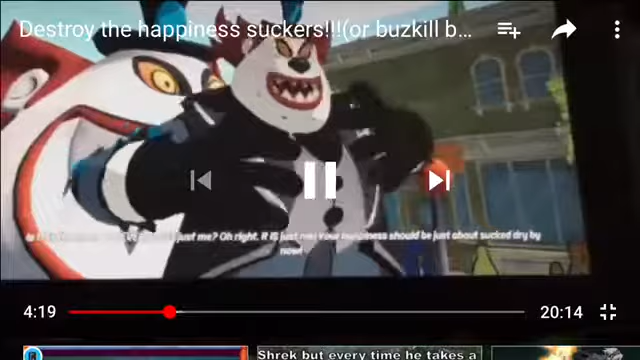 Destroy the happiness suckers!!!(or buzkill b...
just me? Oh right. It IS just me! Your happiness should be just about sucked dry by
now!
4:19
20:14
Shrek but every time he takes a